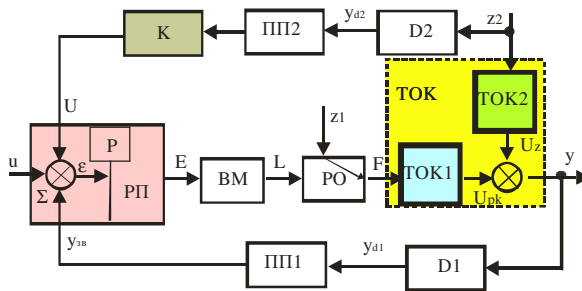 K
ПП2
y_d2
D2
z2
U
ТОК
ТОК2
u
Σ
ε
P
РП
E
ВМ
L
z1
РО
F
ТОК1
U_z
U_pk
y
y_зв
ПП1
y_d1
D1